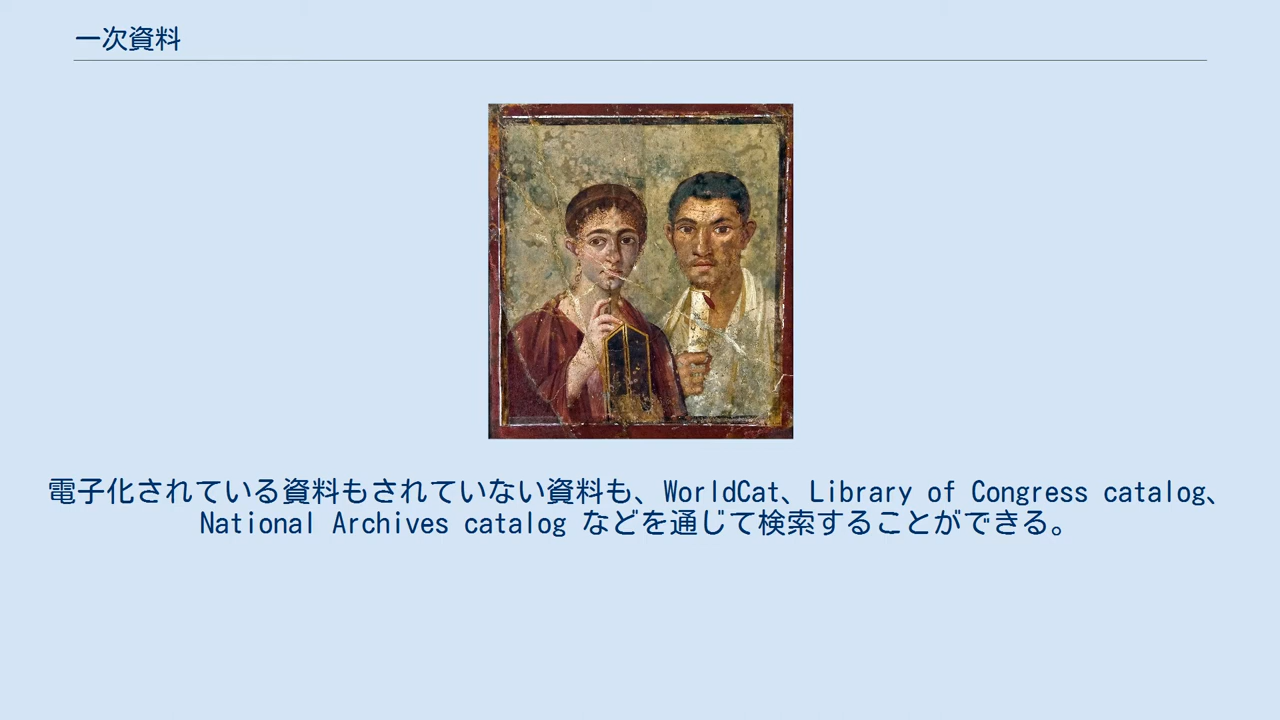 一次資料
電子化されている資料もされていない資料も、WorldCat、Library of Congress catalog、
National Archives catalog などを通じて検索することができる。